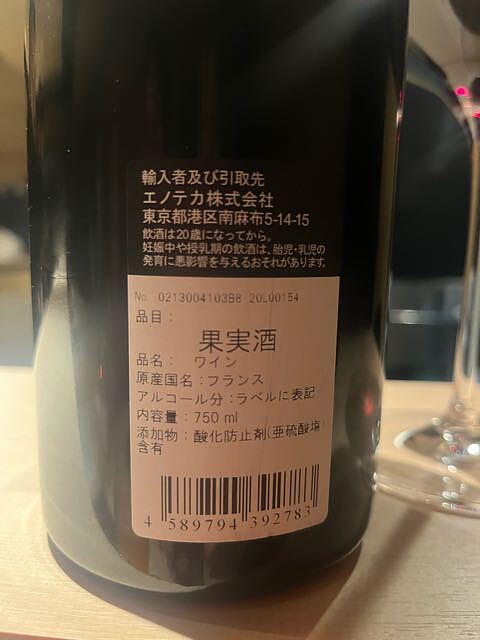 輸入者及び引取先
エノテカ株式会社
東京都港区南麻布5-14-15
飲酒は20歳になってから。
妊娠中や授乳期の飲酒は、胎児・乳児の
発育に悪影響を与えるおそれがあります。
No. 021300410388 20L00154
品目：
果実酒
品名： ワイン
原産国名：フランス
アルコール分：ラベルに表記
内容量：750 ml
添加物：酸化防止剤(亜硫酸塩)
含有
4 589794 392783